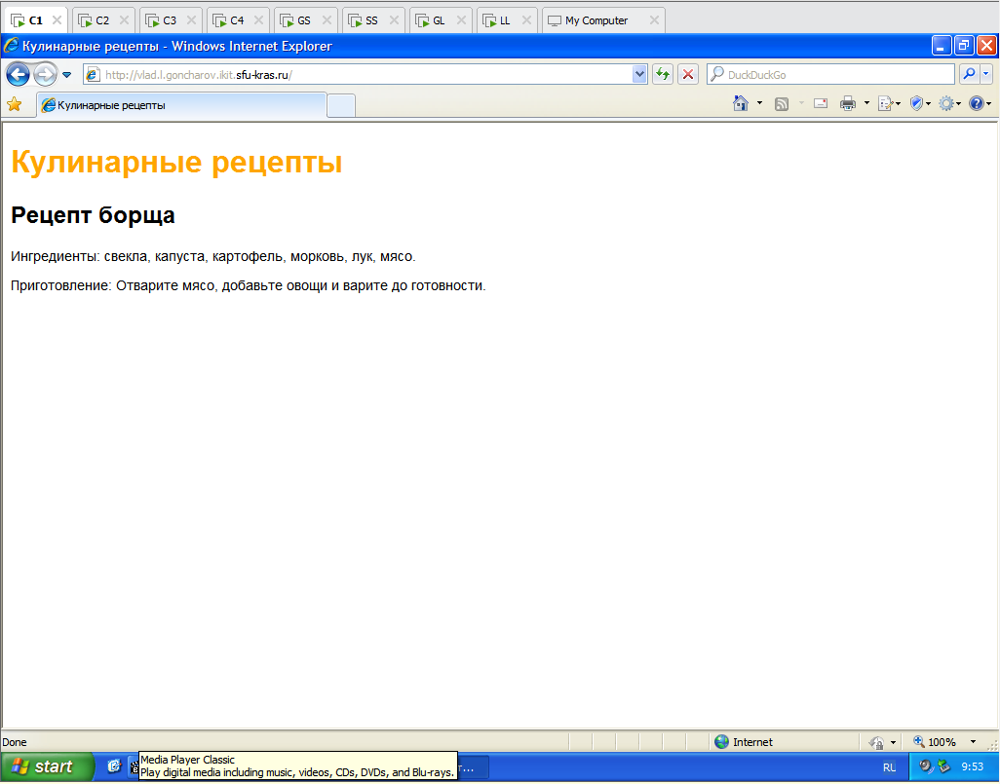 C1 C2 C3 C4 GS SS GL LL My Computer
Кулинарные рецепты - Windows Internet Explorer
http://vlad.l.goncharov.ikit.sfu-kras.ru/ DuckDuckGo
Кулинарные рецепты
Кулинарные рецепты
Рецепт борща
Ингредиенты: свекла, капуста, картофель, морковь, лук, мясо.
Приготовление: Отварите мясо, добавьте овощи и варите до готовности.
Done Internet 100%
start
Media Player Classic
Play digital media including music, videos, CDs, DVDs, and Blu-rays.
RU 9:53